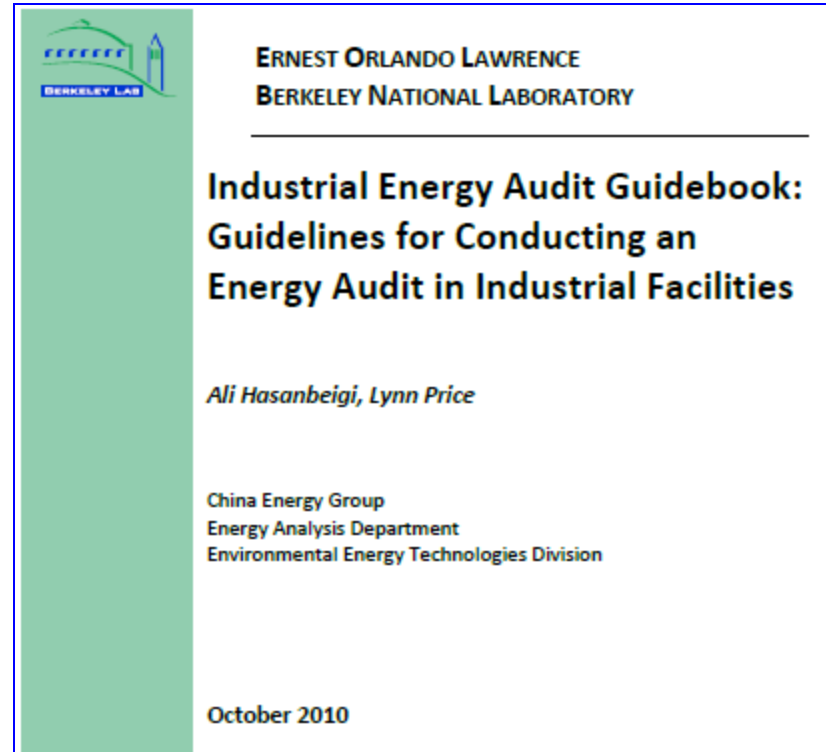 BERKELEY LAB
ERNEST ORLANDO LAWRENCE
BERKELEY NATIONAL LABORATORY
Industrial Energy Audit Guidebook:
Guidelines for Conducting an
Energy Audit in Industrial Facilities
Ali Hasanbeigi, Lynn Price
China Energy Group
Energy Analysis Department
Environmental Energy Technologies Division
October 2010